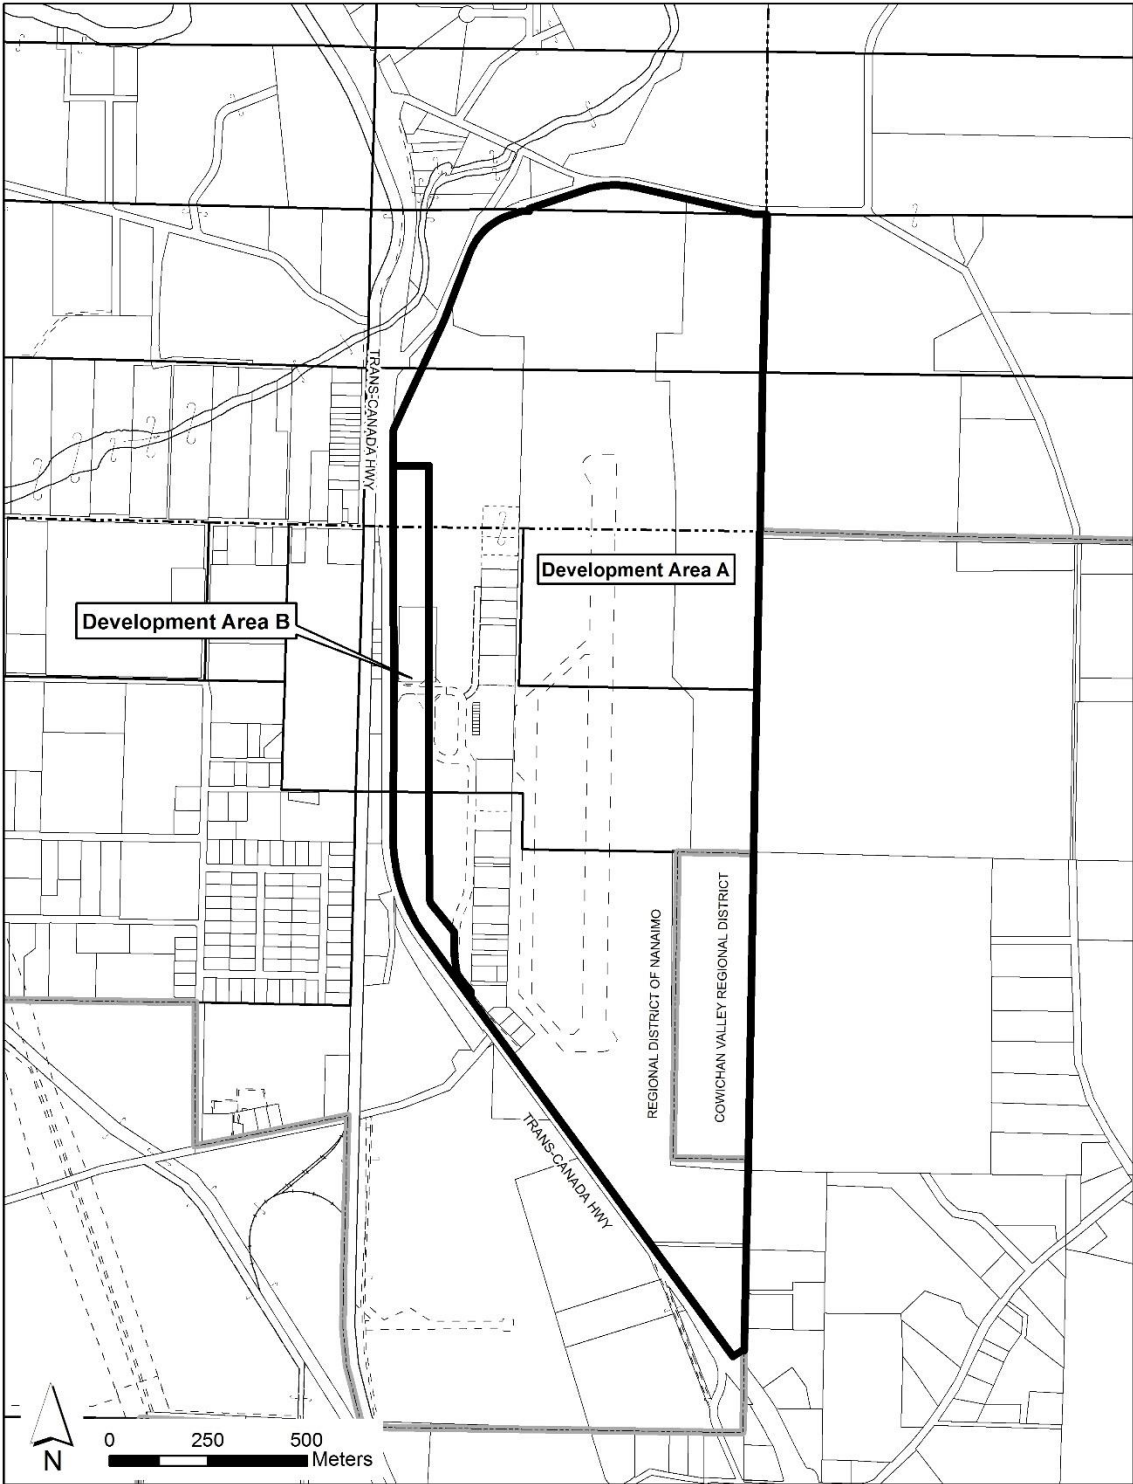 TRANS-CANADA HWY
Development Area A
Development Area B
REGIONAL DISTRICT OF NANAIMO
COWICHAN VALLEY REGIONAL DISTRICT
TRANS-CANADA HWY
N
0 250 500
Meters